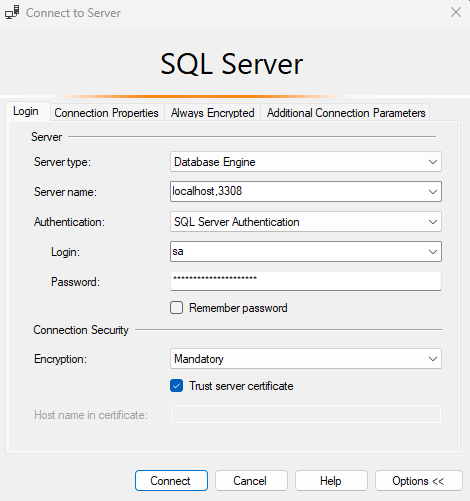 Connect to Server
SQL Server
Login Connection Properties Always Encrypted Additional Connection Parameters
Server
Server type: Database Engine
Server name: localhost,3308
Authentication: SQL Server Authentication
Login: sa
Password: *********************
Remember password
Connection Security
Encryption: Mandatory
Trust server certificate
Host name in certificate:
Connect Cancel Help Options <<